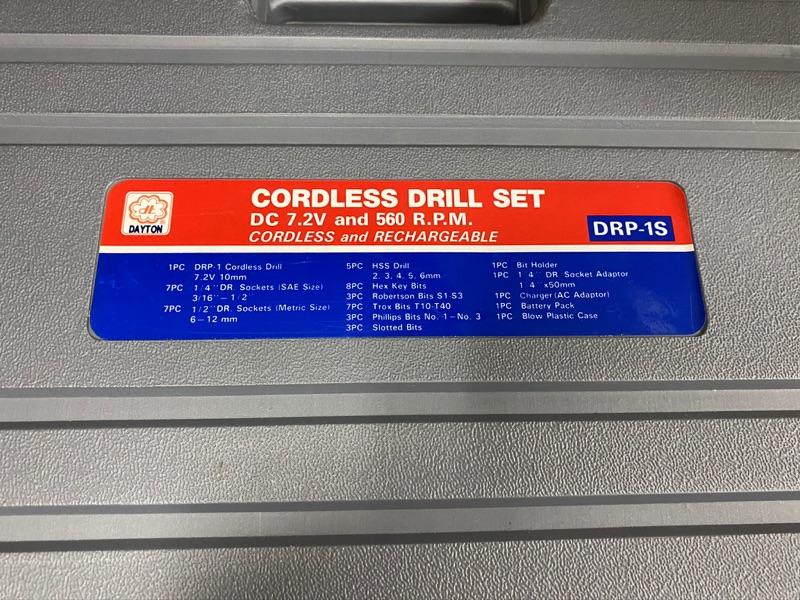 DAYTON
CORDLESS DRILL SET
DC 7.2V and 560 R.P.M.
CORDLESS and RECHARGEABLE
DRP-1S
1PC DRP-1 Cordless Drill
7.2V 10mm
7PC 1/4" DR. Sockets (SAE Size)
3/16"-1/2"
7PC 1/2" DR. Sockets (Metric Size)
6-12 mm
5PC HSS Drill
2, 3, 4, 5, 6mm
8PC Hex Key Bits
3PC Robertson Bits S1-S3
7PC Trox Bits T10-T40
3PC Phillips Bits No. 1-No. 3
3PC Slotted Bits
1PC Bit Holder
1PC 1 4" DR. Socket Adaptor
1 4" x50mm
1PC Charger (AC Adaptor)
1PC Battery Pack
1PC Blow Plastic Case